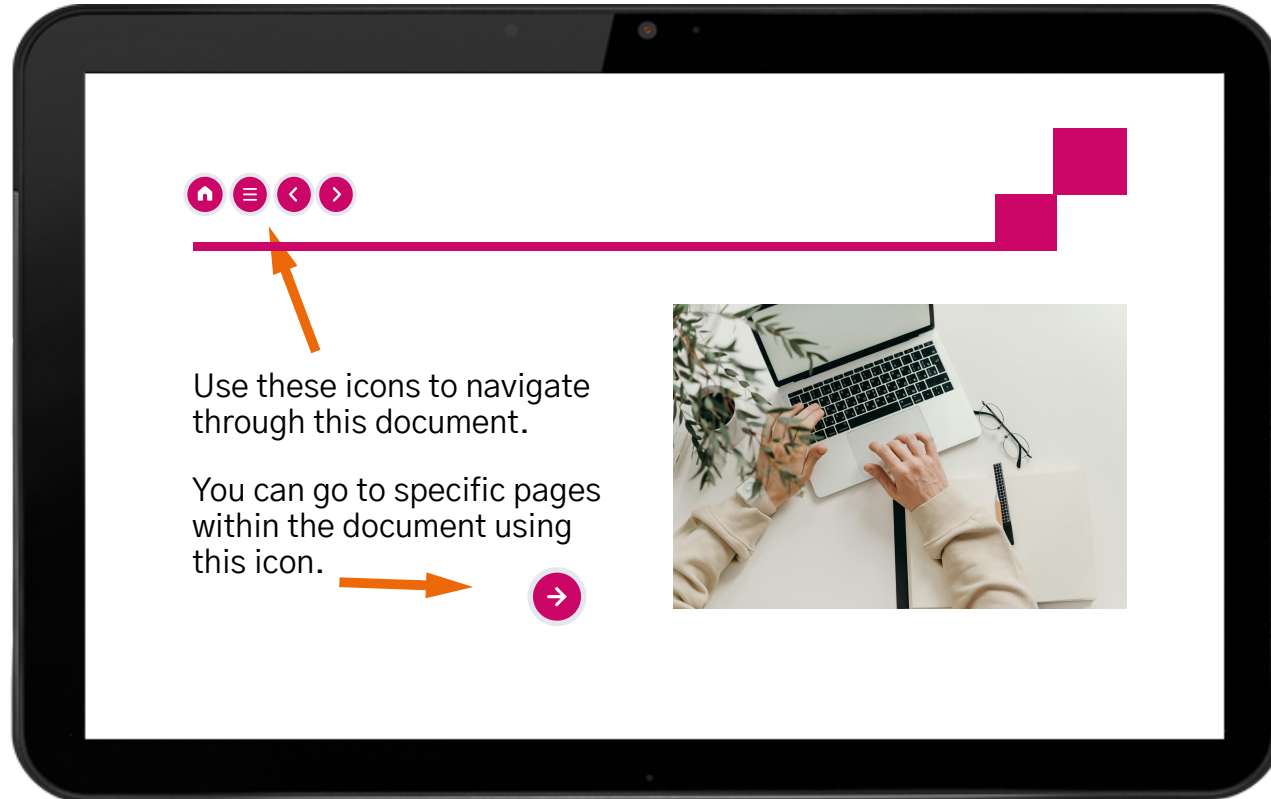 Use these icons to navigate
through this document.
You can go to specific pages
within the document using
this icon.